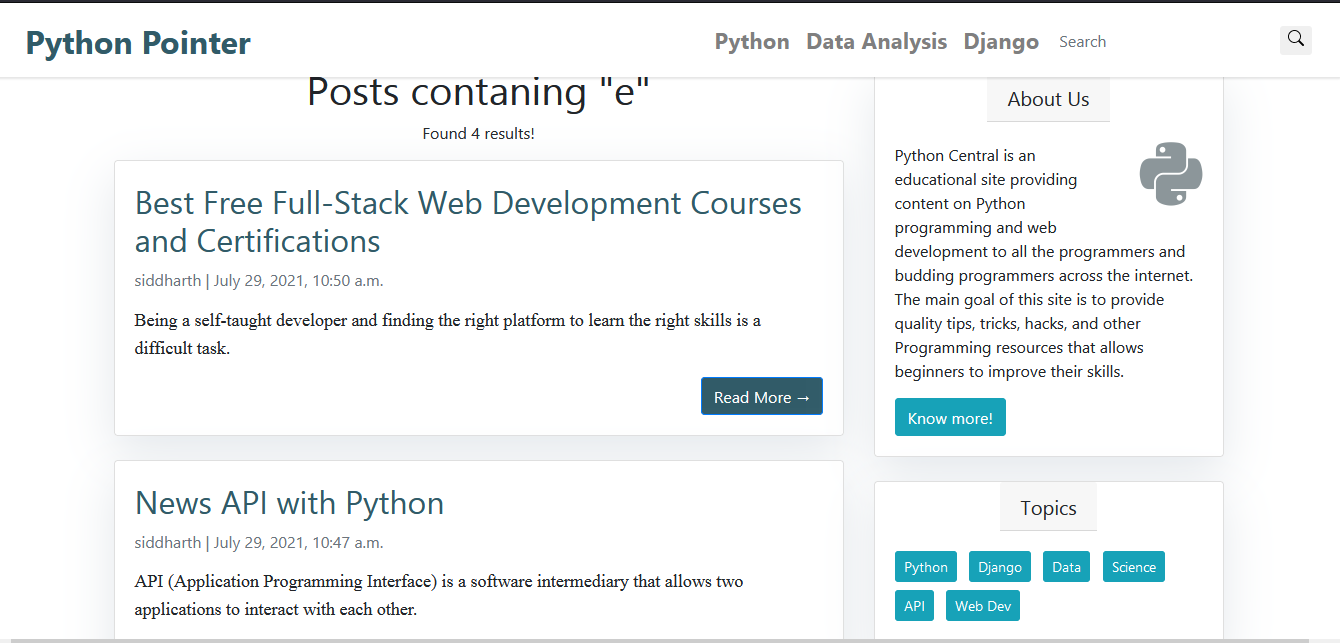 Python Pointer
Python Data Analysis Django Search
Posts contaning "e"
Found 4 results!
Best Free Full-Stack Web Development Courses
and Certifications
siddharth | July 29, 2021, 10:50 a.m.
Being a self-taught developer and finding the right platform to learn the right skills is a
difficult task.
Read More →
News API with Python
siddharth | July 29, 2021, 10:47 a.m.
API (Application Programming Interface) is a software intermediary that allows two
applications to interact with each other.
About Us
Python Central is an
educational site providing
content on Python
programming and web
development to all the programmers and
budding programmers across the internet.
The main goal of this site is to provide
quality tips, tricks, hacks, and other
Programming resources that allows
beginners to improve their skills.
Know more!
Topics
Python Django Data Science
API Web Dev